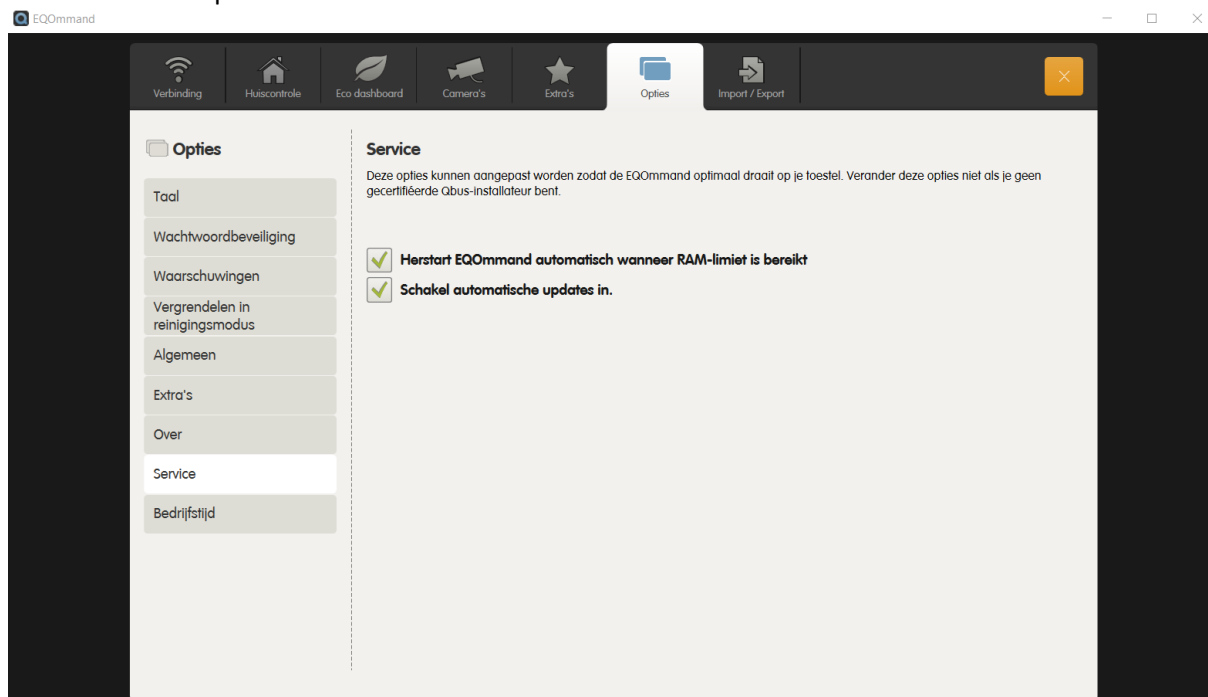 EQOmmand
Verbinding
Huiscontrole
Eco dashboard
Camera's
Extra's
Opties
Import / Export
Opties
Taal
Wachtwoordbeveiliging
Waarschuwingen
Vergrendelen in
reinigingsmodus
Algemeen
Extra's
Over
Service
Bedrijfstijd
Service
Deze opties kunnen aangepast worden zodat de EQOmmand optimaal draait op je toestel. Verander deze opties niet als je geen
gecertifiëerde Qbus-installateur bent.
Herstart EQOmmand automatisch wanneer RAM-limiet is bereikt
Schakel automatische updates in.